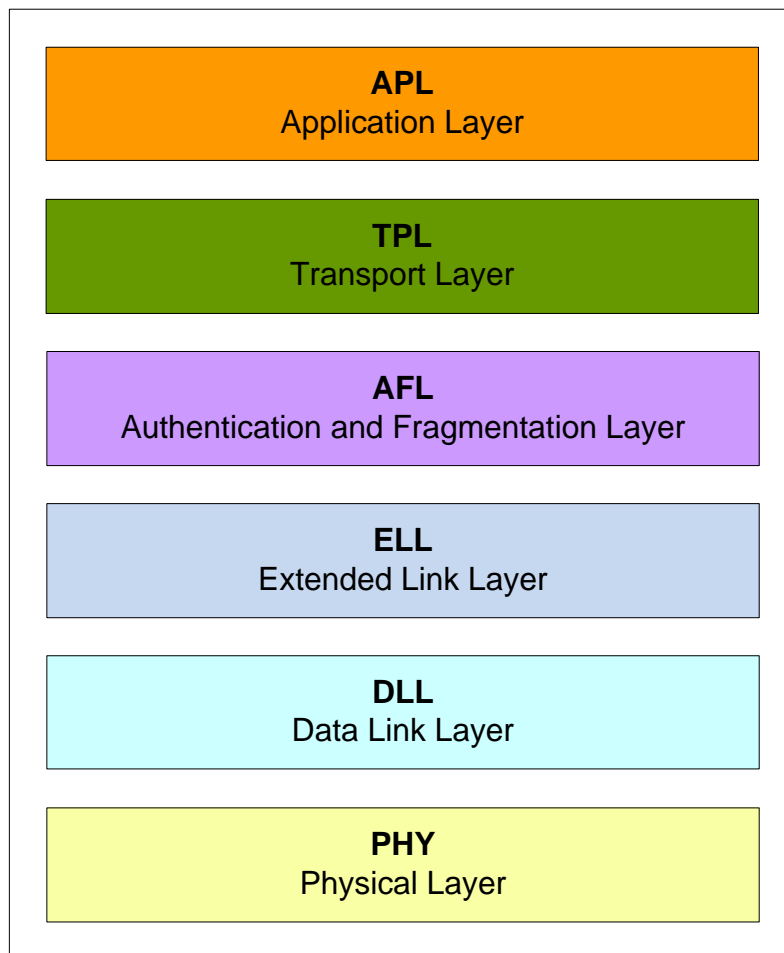 APL
Application Layer
TPL
Transport Layer
AFL
Authentication and Fragmentation Layer
ELL
Extended Link Layer
DLL
Data Link Layer
PHY
Physical Layer